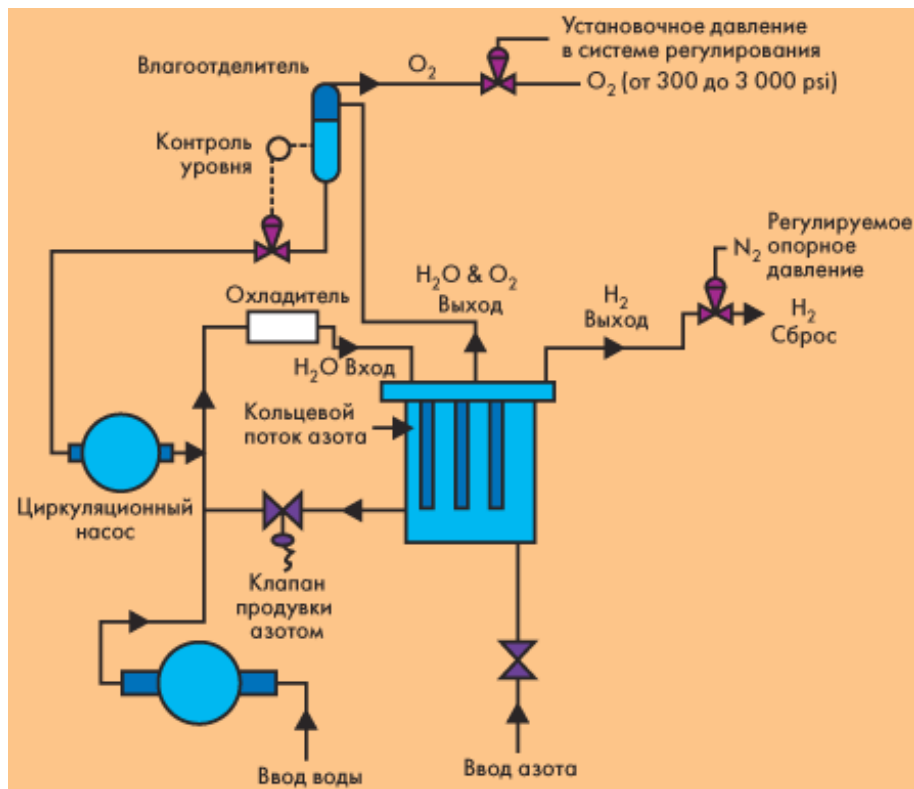 Установочное давление
в системе регулирования
Влагоотделитель
O₂
O₂ (от 300 до 3 000 psi)
Контроль
уровня
Регулируемое
опорное
давление
N₂
H₂O & O₂
Выход
H₂
Выход
H₂
Сброс
Охладитель
H₂O Вход
Кольцевой
поток азота
Циркуляционный
насос
Клапан
продувки
азотом
Ввод воды
Ввод азота